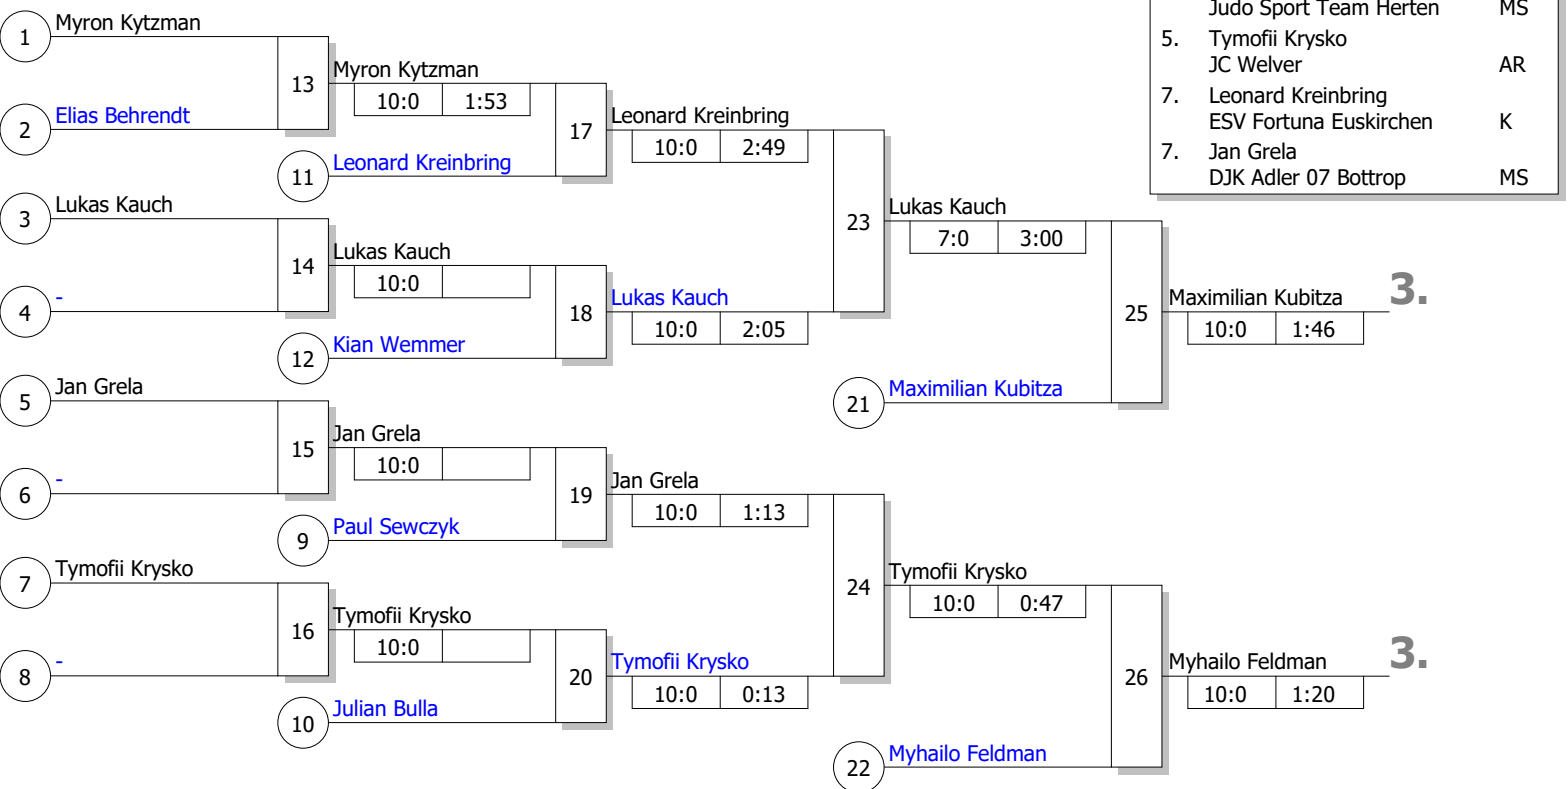 Judo Sport Team Herten MS
5. Tymofii Krysko
JC Welver AR
7. Leonard Kreinbring
ESV Fortuna Euskirchen K
7. Jan Grela
DJK Adler 07 Bottrop MS
1 Myron Kytzman
13 Myron Kytzman
10:0 1:53
2 Elias Behrendt
17 Leonard Kreinbring
10:0 2:49
11 Leonard Kreinbring
3 Lukas Kauch
23 Lukas Kauch
7:0 3:00
14 Lukas Kauch
10:0
4 -
18 Lukas Kauch
10:0 2:05
12 Kian Wemmer
25 Maximilian Kubitza 3.
10:0 1:46
5 Jan Grela
21 Maximilian Kubitza
15 Jan Grela
10:0
6 -
19 Jan Grela
10:0 1:13
9 Paul Sewczyk
7 Tymofii Krysko
24 Tymofii Krysko
10:0 0:47
16 Tymofii Krysko
10:0
8 -
20 Tymofii Krysko
10:0 0:13
10 Julian Bulla
26 Myhailo Feldman 3.
10:0 1:20
22 Myhailo Feldman